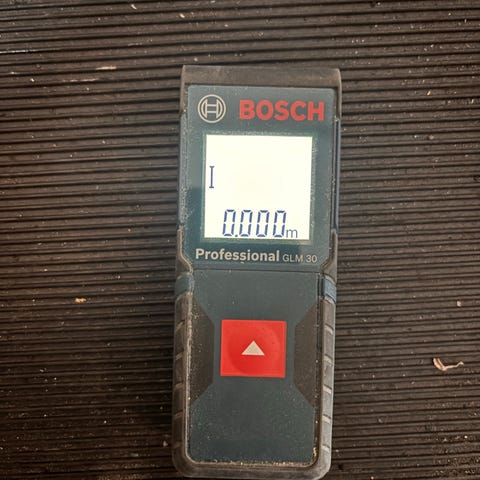 BOSCH
0.000m
Professional GLM 30